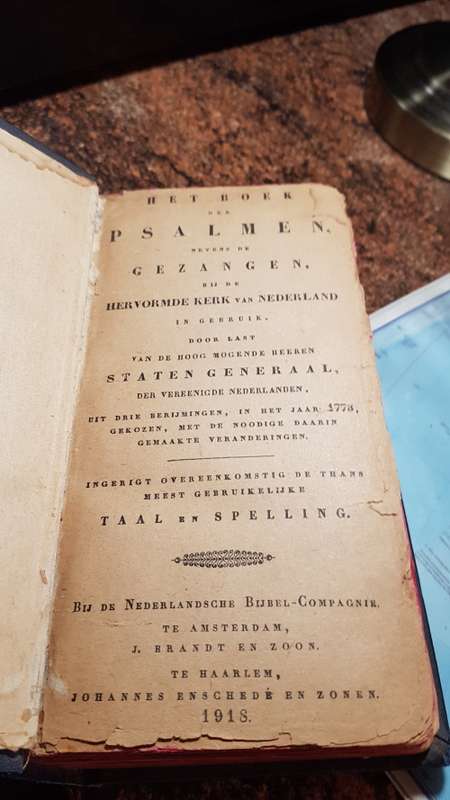 HET BOEK
DER
PSALMEN,
NEVENS DE
GEZANGEN,
BIJ DE
HERVORMDE KERK VAN NEDERLAND
IN GEBRUIK,
DOOR LAST
VAN DE HOOG MOGENDE HEEREN
STATEN GENERAAL,
DER VEREENIGDE NEDERLANDEN,
UIT DRIE BERIJMINGEN, IN HET JAAR 1773,
GEKOZEN, MET DE NOODIGE DAARIN
GEMAAKTE VERANDERINGEN.
INGERIGT OVEREENKOMSTIG DE THANS
MEEST GEBRUIKELIJKE
TAAL EN SPELLING.
BIJ DE NEDERLANDSCHE BIJBEL-COMPAGNIE,
TE AMSTERDAM,
J. BRANDT EN ZOON.
TE HAARLEM,
JOHANNES ENSCHEDÉ EN ZONEN.
1918.